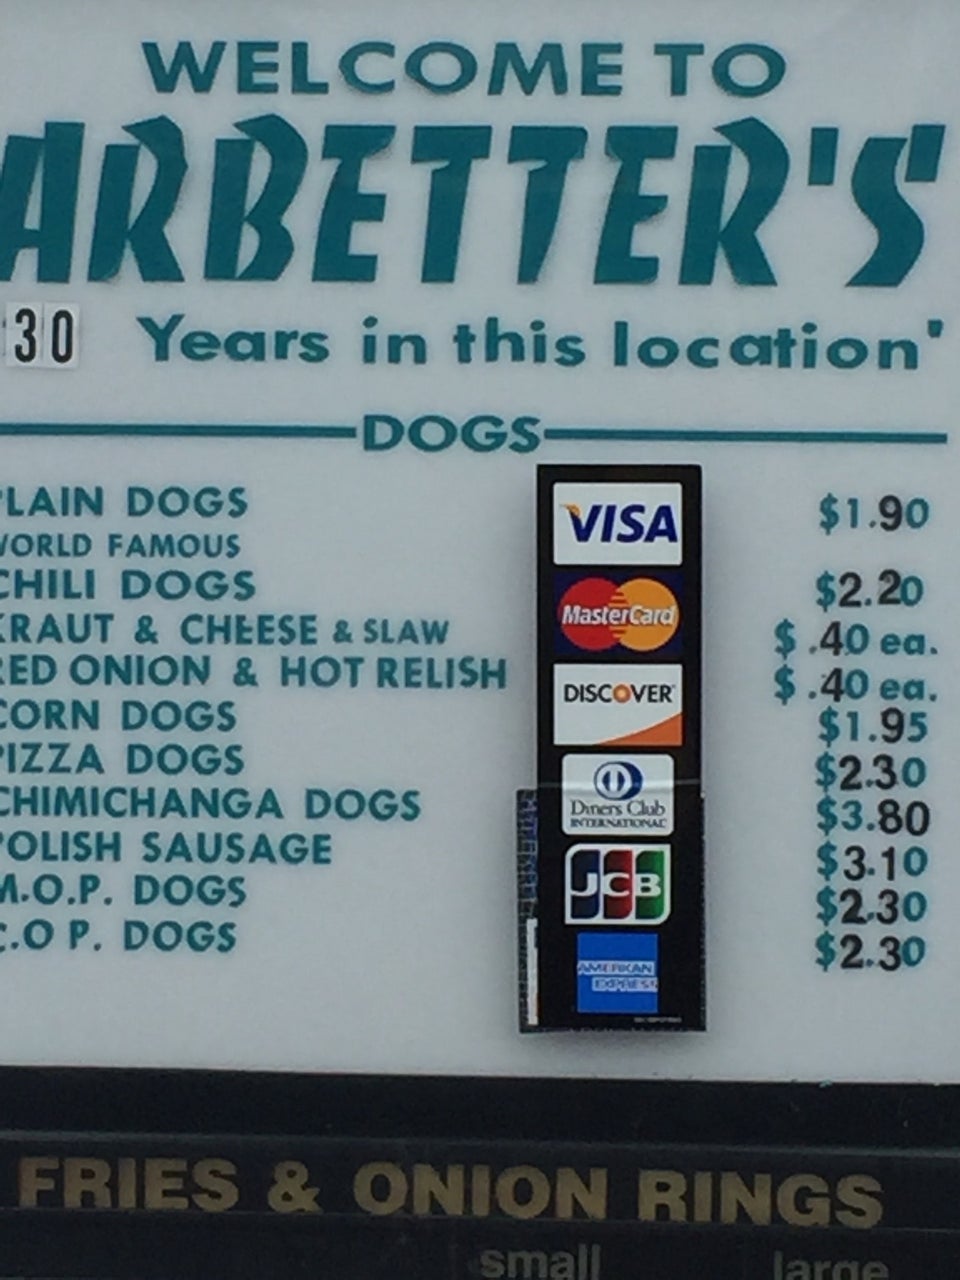 WELCOME TO
ARBETTER'S
30 Years in this location'
DOGS
PLAIN DOGS $1.90
WORLD FAMOUS
CHILI DOGS $2.20
KRAUT & CHEESE & SLAW $ .40 ea.
RED ONION & HOT RELISH $ .40 ea.
CORN DOGS $1.95
PIZZA DOGS $2.30
CHIMICHANGA DOGS $3.80
POLISH SAUSAGE $3.10
M.O.P. DOGS $2.30
C.O P. DOGS $2.30
VISA
MasterCard
DISCOVER
Diners Club
INTERNATIONAL
JCB
AMERICAN
EXPRESS
FRIES & ONION RINGS
small large